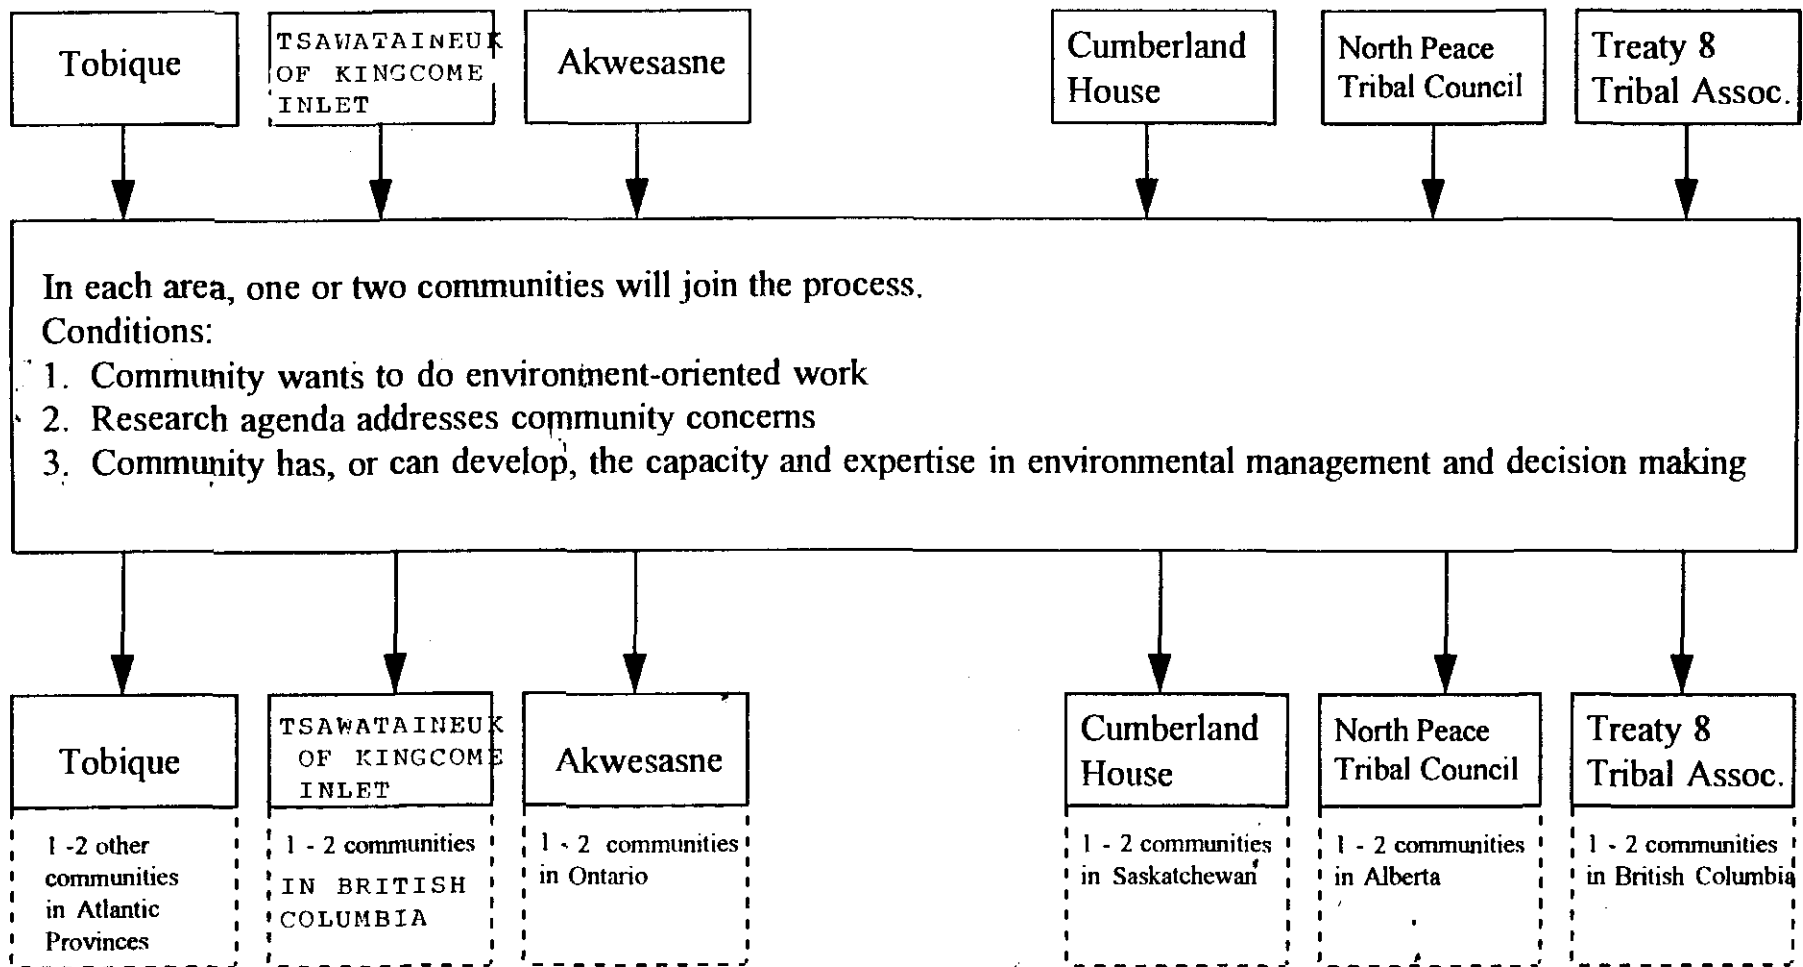 Tobique
TSAWATAINEUK
OF KINGCOME
INLET
Akwesasne
Cumberland
House
North Peace
Tribal Council
Treaty 8
Tribal Assoc.
In each area, one or two communities will join the process.
Conditions:
1. Community wants to do environment-oriented work
2. Research agenda addresses community concerns
3. Community has, or can develop, the capacity and expertise in environmental management and decision making
Tobique
TSAWATAINEUK
OF KINGCOME
INLET
Akwesasne
Cumberland
House
North Peace
Tribal Council
Treaty 8
Tribal Assoc.
1 -2 other
communities
in Atlantic
Provinces
1 - 2 communities
IN BRITISH
COLUMBIA
1 - 2 communities
in Ontario
1 - 2 communities
in Saskatchewan
1 - 2 communities
in Alberta
1 - 2 communities
in British Columbia